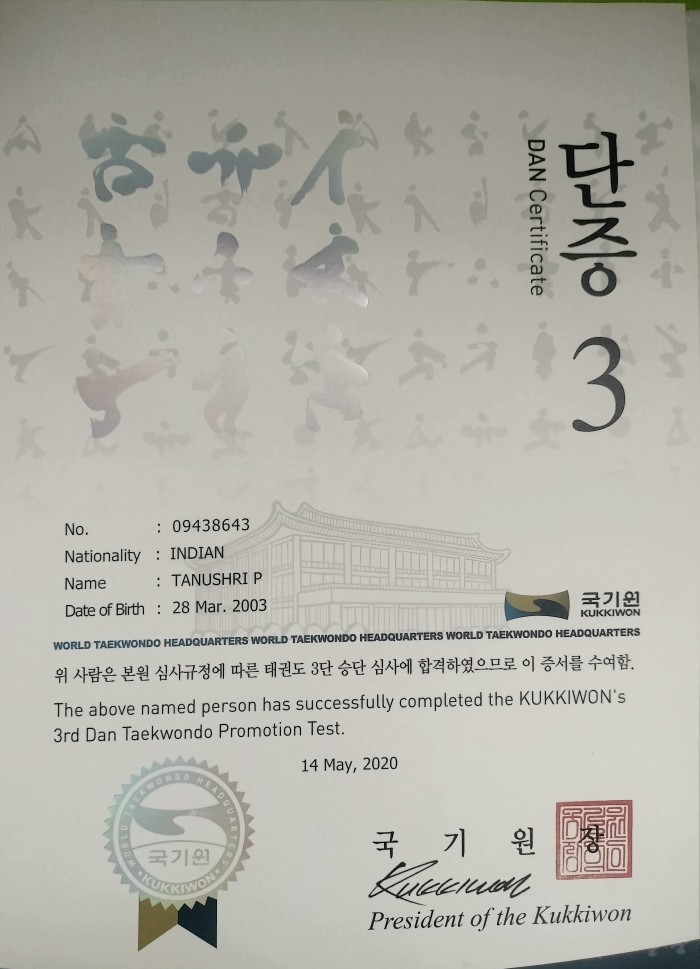 단증
DAN Certificate
3
No. : 09438643
Nationality : INDIAN
Name : TANUSHRI P
Date of Birth : 28 Mar. 2003
국기원
KUKKIWON
WORLD TAEKWONDO HEADQUARTERS WORLD TAEKWONDO HEADQUARTERS WORLD TAEKWONDO HEADQUARTERS
위 사람은 본원 심사규정에 따른 태권도 3단 승단 심사에 합격하였으므로 이 증서를 수여함.
The above named person has successfully completed the KUKKIWON's
3rd Dan Taekwondo Promotion Test.
14 May, 2020
WORLD TAEKWONDO HEADQUARTERS
국기원
KUKKIWON
국 기 원 장
Kukkiwon
President of the Kukkiwon